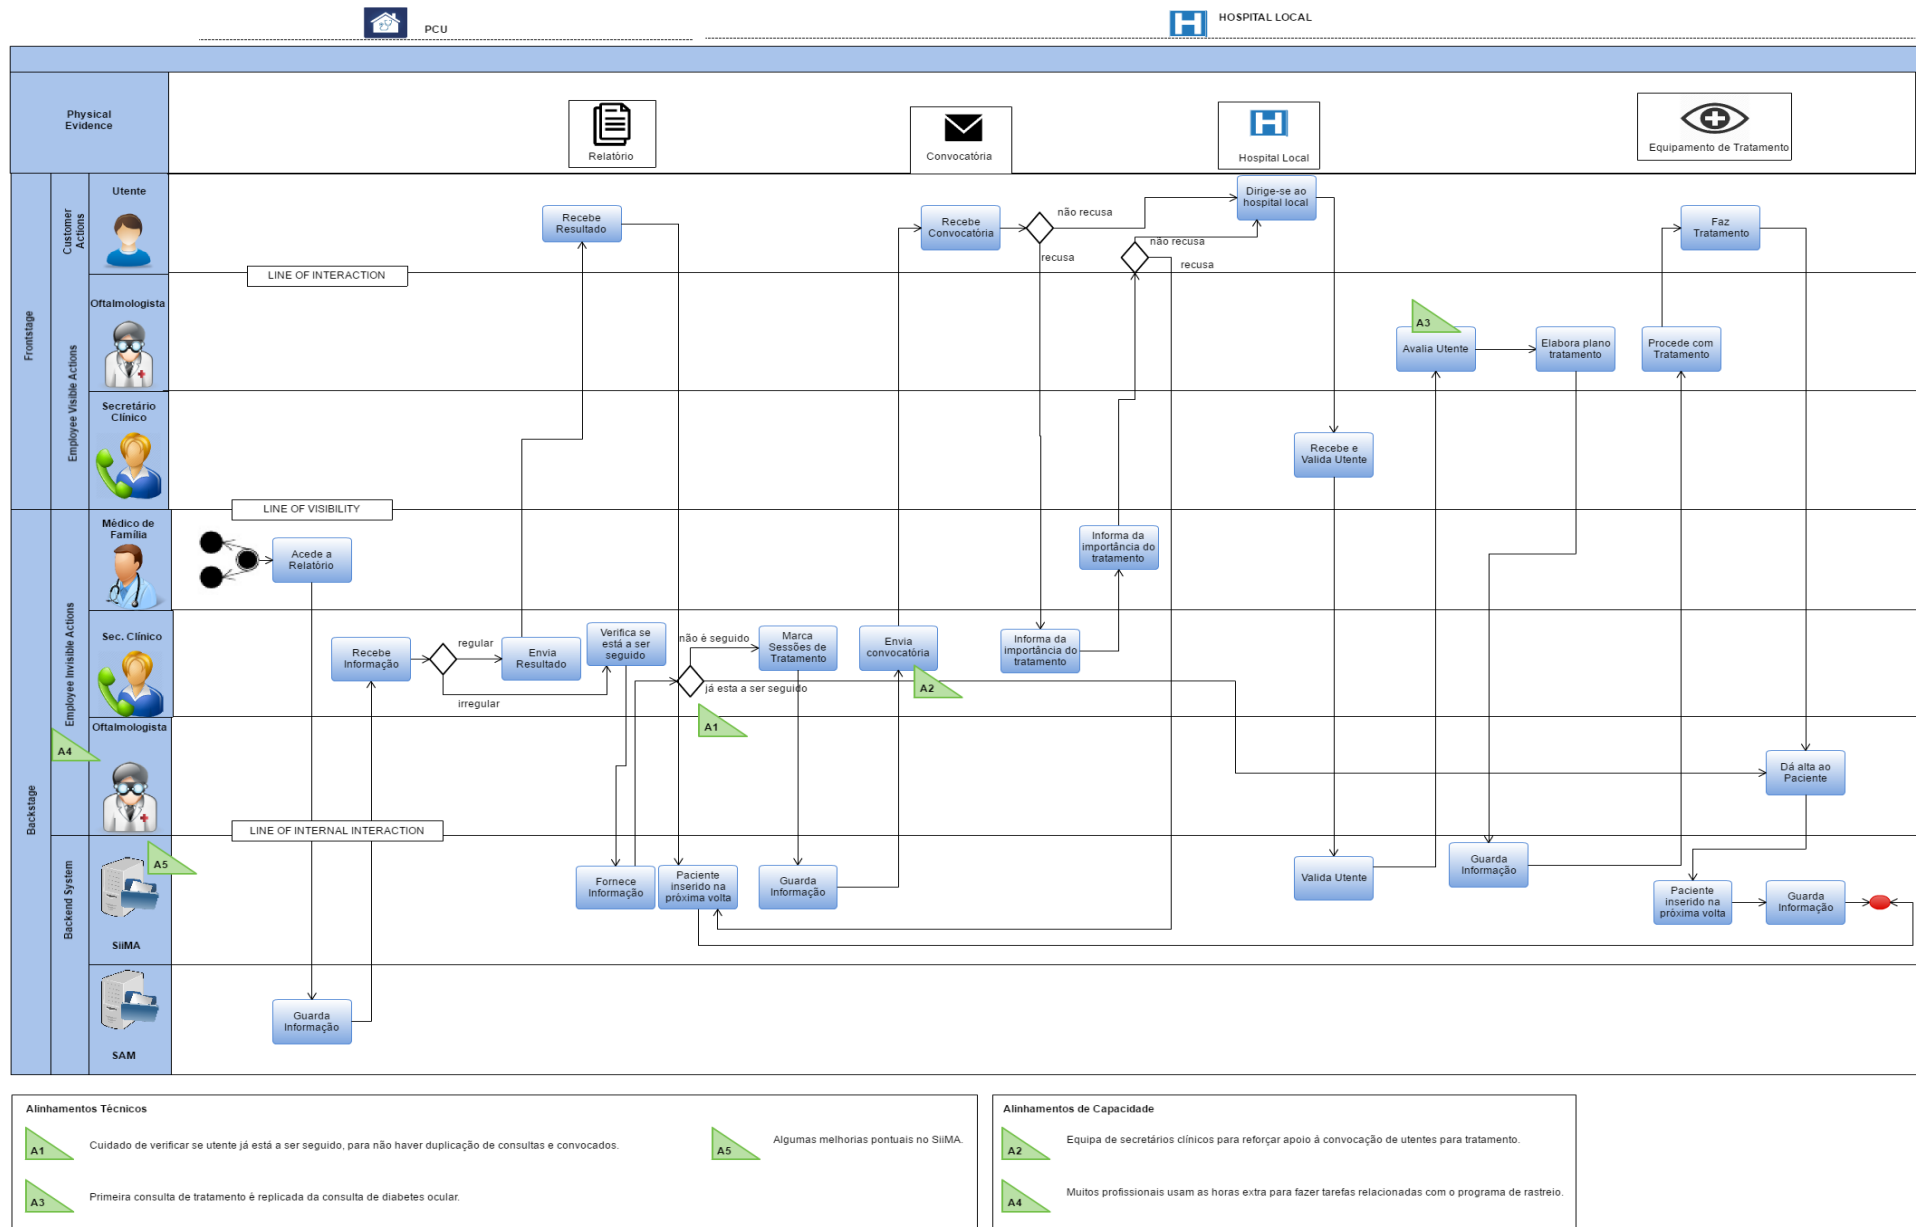 PCU
HOSPITAL LOCAL
Physical
Evidence
Relatório
Convocatória
Hospital Local
Equipamento de Tratamento
Frontstage
Customer
Actions
Utente
Recebe
Resultado
Recebe
Convocatória
não recusa
recusa
Dirige-se ao
hospital local
não recusa
recusa
Faz
Tratamento
LINE OF INTERACTION
Employee Visible Actions
Oftalmologista
A3
Avalia Utente
Elabora plano
tratamento
Procede com
Tratamento
Secretário
Clínico
Recebe e
Valida Utente
LINE OF VISIBILITY
Backstage
Employee Invisible Actions
Médico de
Família
Acede a
Relatório
Informa da
importância do
tratamento
Sec. Clínico
Recebe
Informação
regular
irregular
Envia
Resultado
Verifica se
está a ser
seguido
não é seguido
já esta a ser seguido
Marca
Sessões de
Tratamento
Envia
convocatória
A2
Informa da
importância do
tratamento
A1
Oftalmologista
A4
Dá alta ao
Paciente
LINE OF INTERNAL INTERACTION
Backend System
A5
SiiMA
Fornece
Informação
Paciente
inserido na
próxima volta
Guarda
Informação
Valida Utente
Guarda
Informação
Paciente
inserido na
próxima volta
Guarda
Informação
SAM
Guarda
Informação
Alinhamentos Técnicos
A1
Cuidado de verificar se utente já está a ser seguido, para não haver duplicação de consultas e convocados.
A5
Algumas melhorias pontuais no SiiMA.
A3
Primeira consulta de tratamento é replicada da consulta de diabetes ocular.
Alinhamentos de Capacidade
A2
Equipa de secretários clínicos para reforçar apoio á convocação de utentes para tratamento.
A4
Muitos profissionais usam as horas extra para fazer tarefas relacionadas com o programa de rastreio.